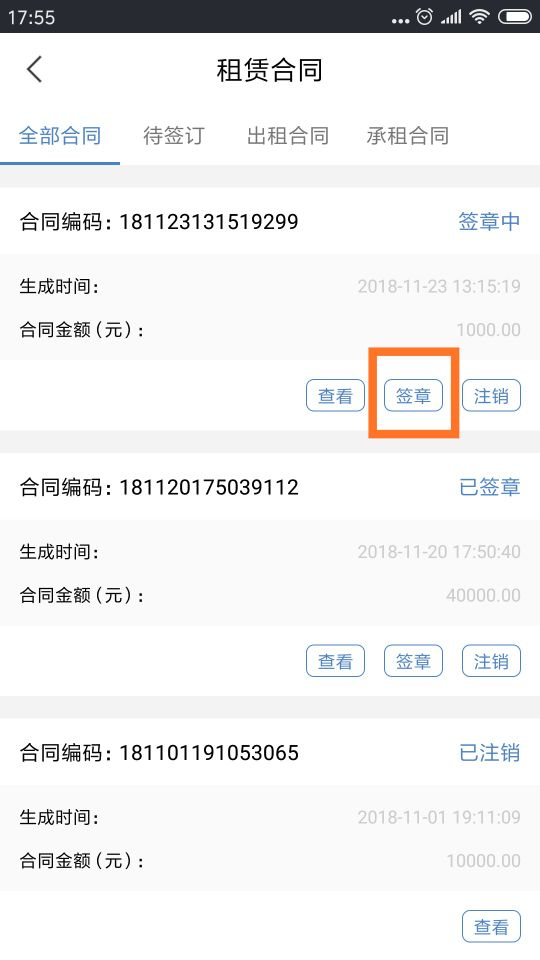 17:55
租赁合同
全部合同 待签订 出租合同 承租合同
合同编码: 181123131519299 签章中
生成时间: 2018-11-23 13:15:19
合同金额(元): 1000.00
查看 签章 注销
合同编码: 181120175039112 已签章
生成时间: 2018-11-20 17:50:40
合同金额(元): 40000.00
查看 签章 注销
合同编码: 181101191053065 已注销
生成时间: 2018-11-01 19:11:09
合同金额(元): 10000.00
查看